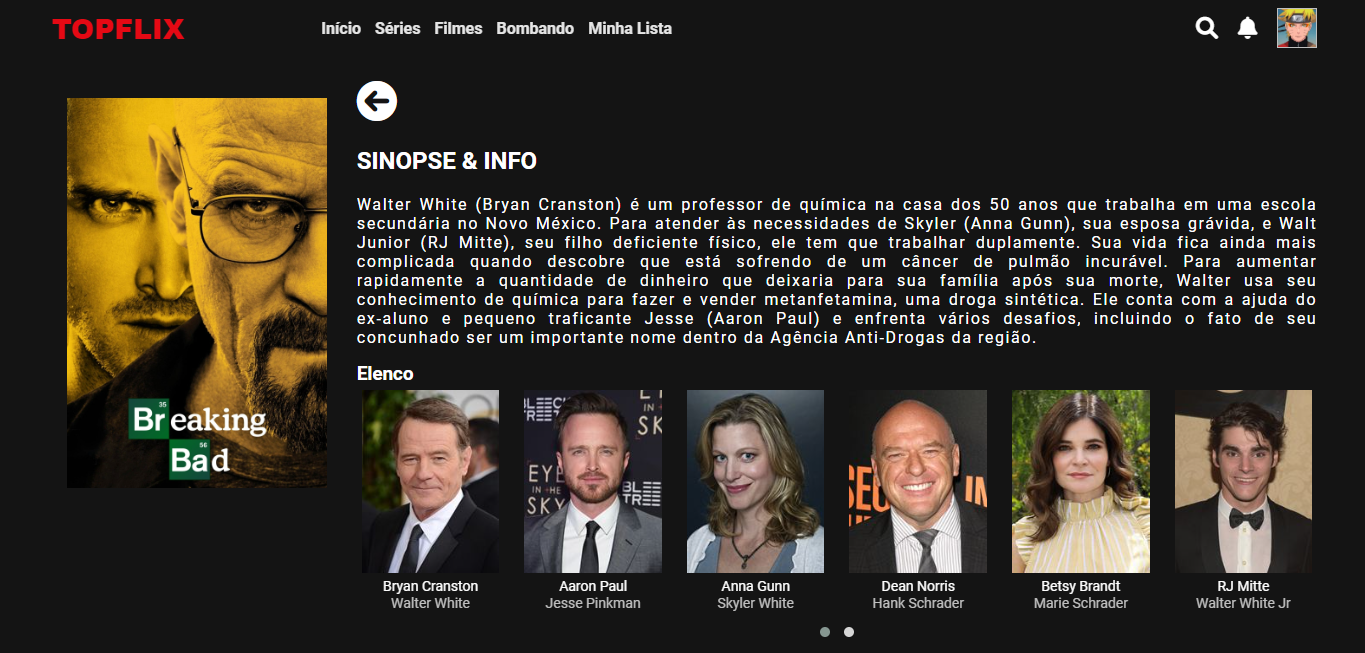 TOPFLIX
Início Séries Filmes Bombando Minha Lista
SINOPSE & INFO
Walter White (Bryan Cranston) é um professor de química na casa dos 50 anos que trabalha em uma escola
secundária no Novo México. Para atender às necessidades de Skyler (Anna Gunn), sua esposa grávida, e Walt
Junior (RJ Mitte), seu filho deficiente físico, ele tem que trabalhar duplamente. Sua vida fica ainda mais
complicada quando descobre que está sofrendo de um câncer de pulmão incurável. Para aumentar
rapidamente a quantidade de dinheiro que deixaria para sua família após sua morte, Walter usa seu
conhecimento de química para fazer e vender metanfetamina, uma droga sintética. Ele conta com a ajuda do
ex-aluno e pequeno traficante Jesse (Aaron Paul) e enfrenta vários desafios, incluindo o fato de seu
concunhado ser um importante nome dentro da Agência Anti-Drogas da região.
35
Breaking
56
Bad
Elenco
EYE
IN THE
SKY
Bryan Cranston
Walter White
Aaron Paul
Jesse Pinkman
Anna Gunn
Skyler White
Dean Norris
Hank Schrader
Betsy Brandt
Marie Schrader
RJ Mitte
Walter White Jr